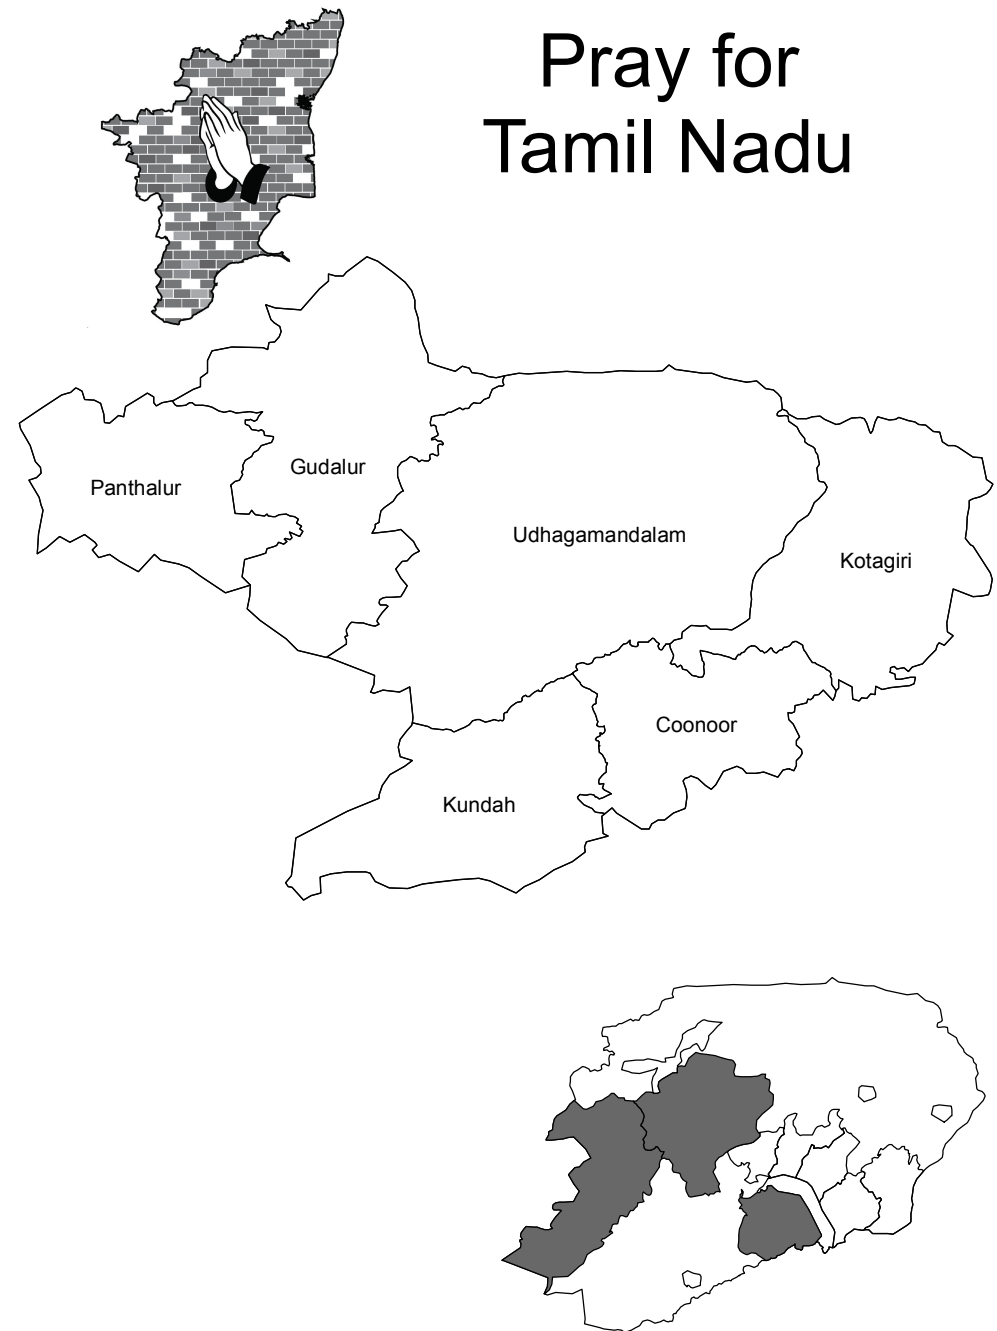 Pray for
Tamil Nadu
Gudalur
Panthalur
Udhagamandalam
Kotagiri
Coonoor
Kundah